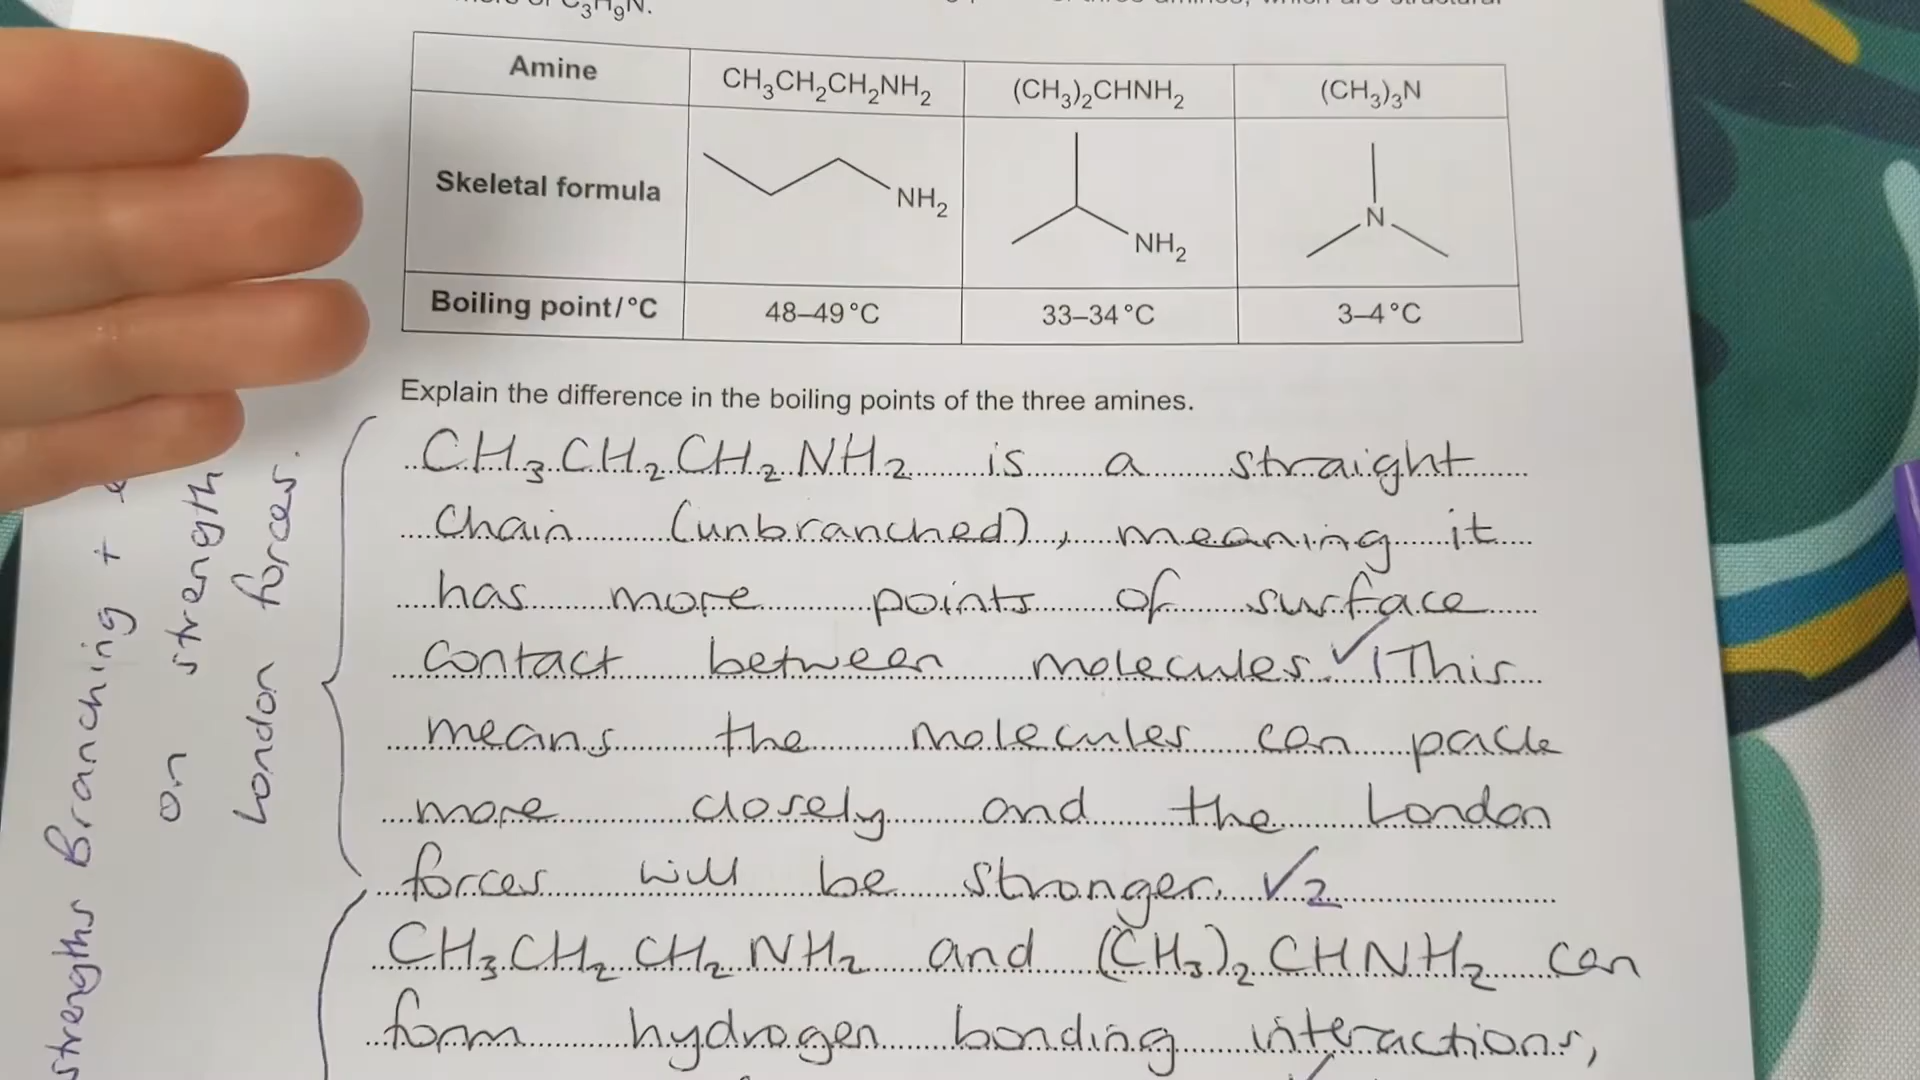 C₃H₉N.
Amine
CH₃CH₂CH₂NH₂
(CH₃)₂CHNH₂
(CH₃)₃N
Skeletal formula
NH₂
NH₂
N
Boiling point/°C
48–49°C
33–34°C
3–4°C
Explain the difference in the boiling points of the three amines.
CH₃CH₂CH₂NH₂ is a straight
chain (unbranched), meaning it
has more points of surface
contact between molecules. ✓1 This
means the molecules can pack
more closely and the London
forces will be stronger. ✓2
CH₃CH₂CH₂NH₂ and (CH₃)₂CHNH₂ can
form hydrogen bonding interactions,
Branching +
on strength
London forces.
strengths